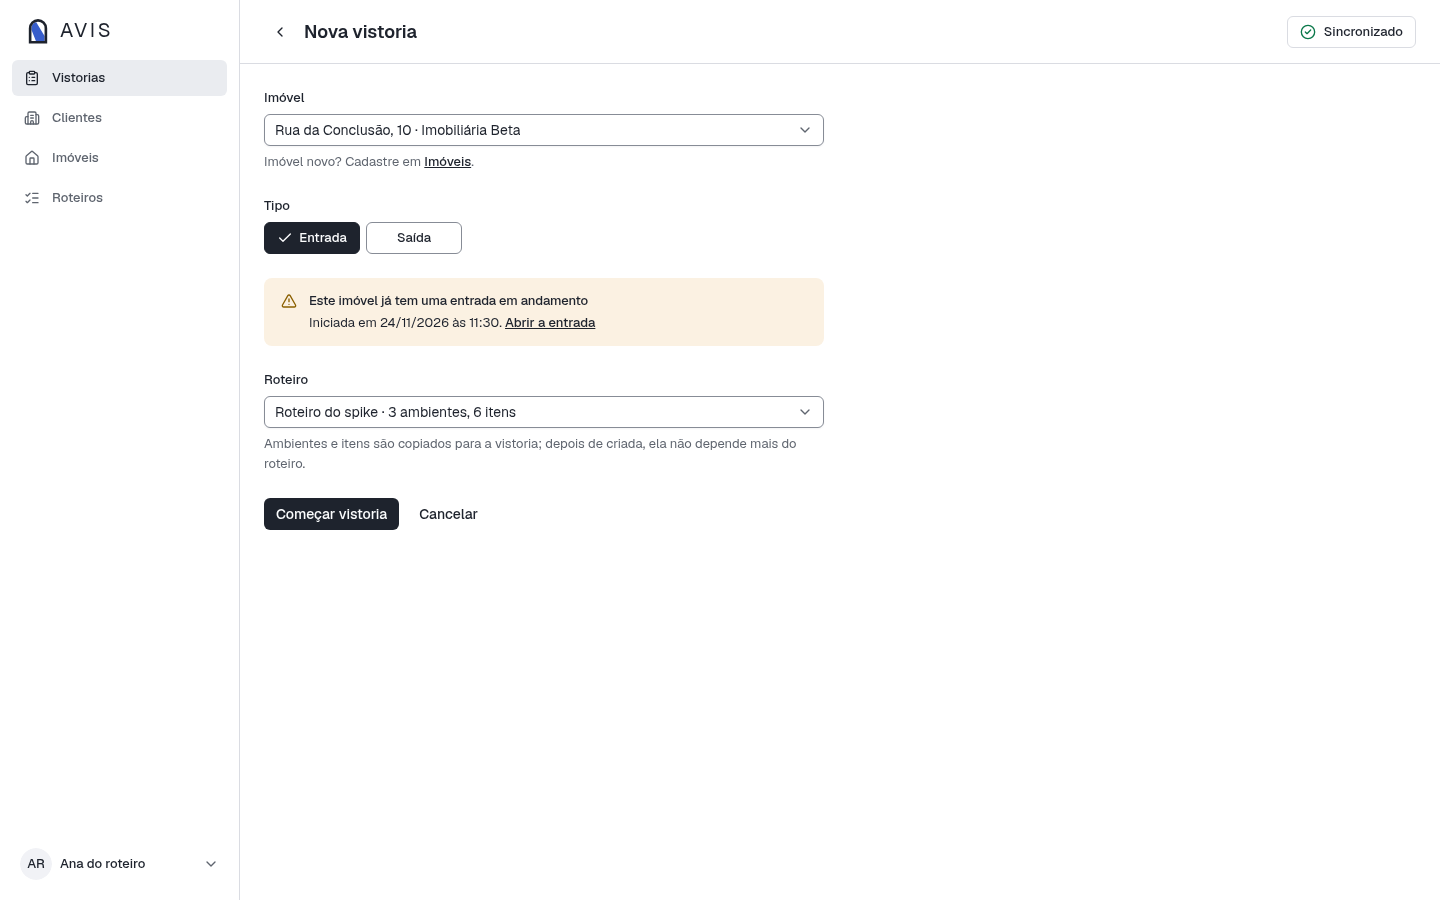 AVIS
Vistorias
Clientes
Imóveis
Roteiros
Ana do roteiro
AR
Nova vistoria
Sincronizado
Imóvel
Rua da Conclusão, 10 · Imobiliária Beta
Imóvel novo? Cadastre em Imóveis.
Tipo
Entrada
Saída
Este imóvel já tem uma entrada em andamento
Iniciada em 24/11/2026 às 11:30. Abrir a entrada
Roteiro
Roteiro do spike · 3 ambientes, 6 itens
Ambientes e itens são copiados para a vistoria; depois de criada, ela não depende mais do
roteiro.
Começar vistoria
Cancelar